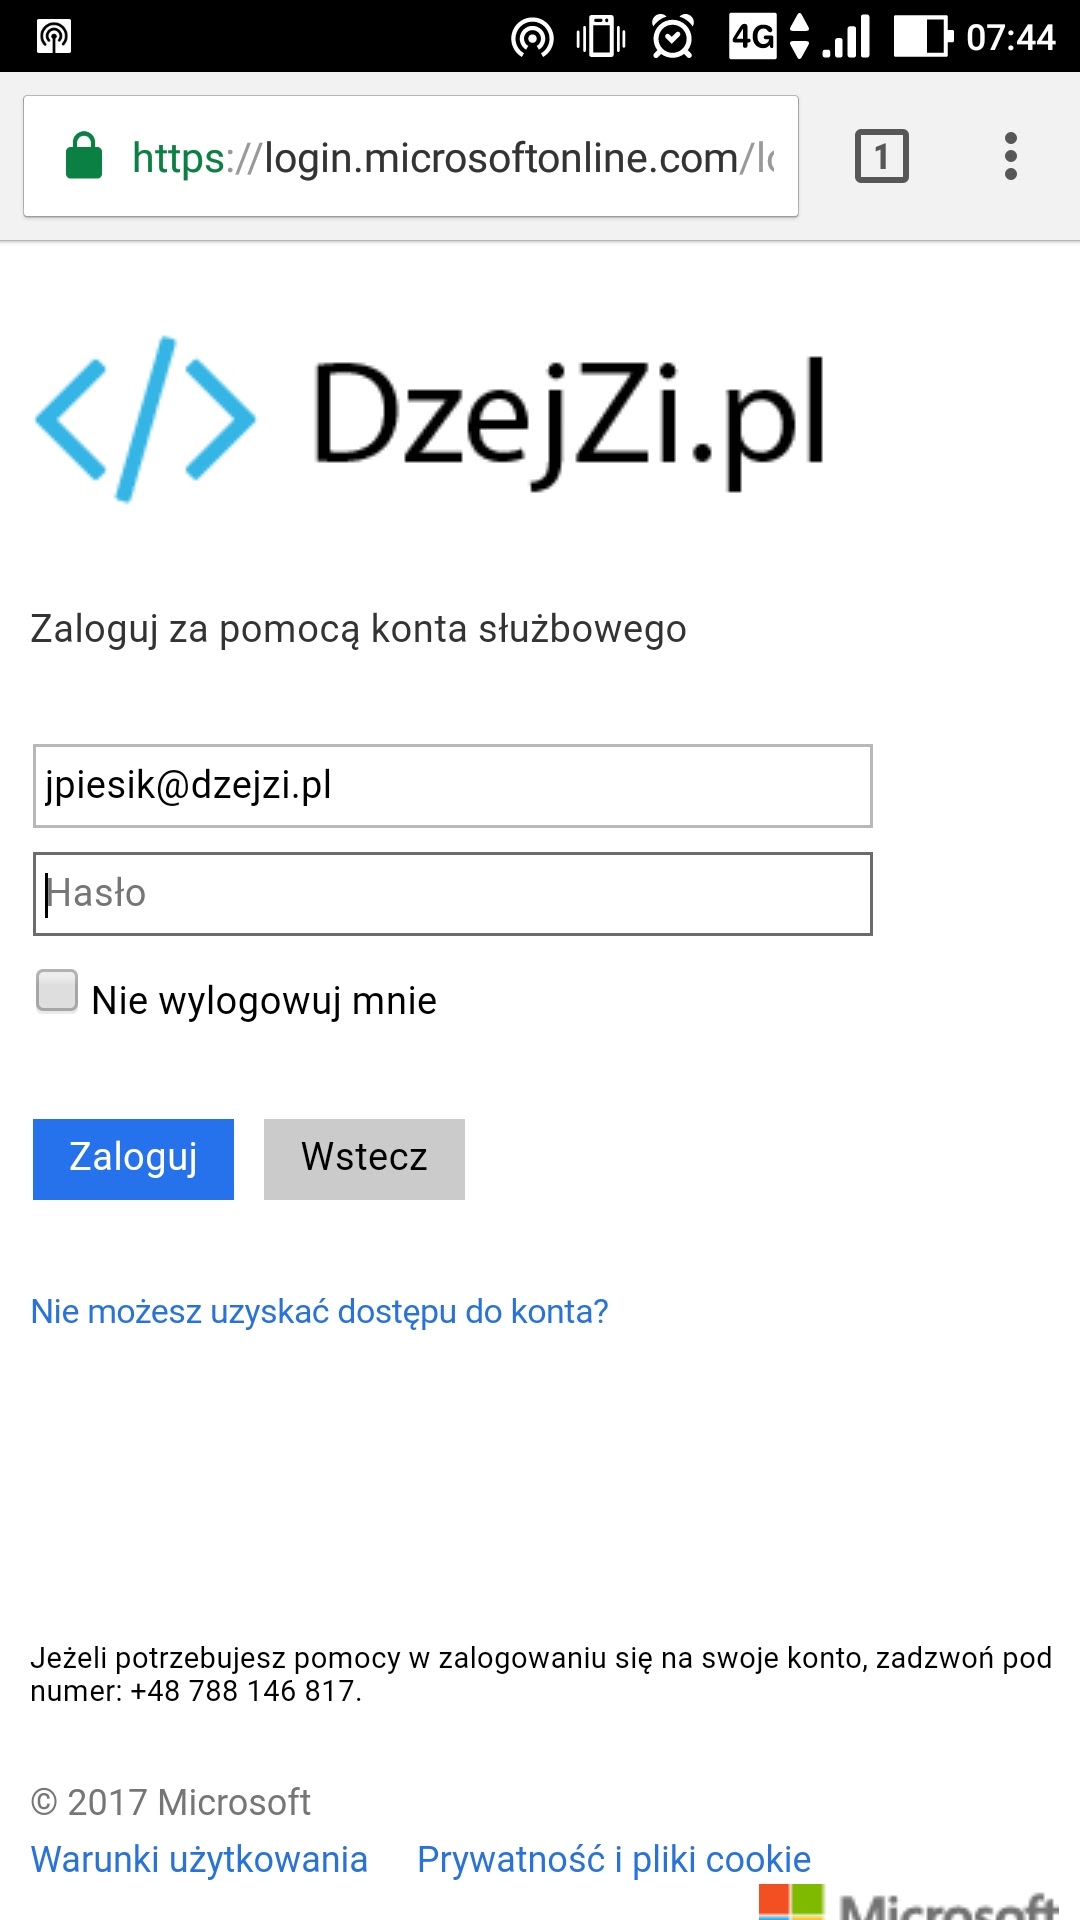 4G 07:44
https://login.microsoftonline.com/lo
1
</> DzejZi.pl
Zaloguj za pomocą konta służbowego
jpiesik@dzejzi.pl
Hasło
Nie wylogowuj mnie
Zaloguj Wstecz
Nie możesz uzyskać dostępu do konta?
Jeżeli potrzebujesz pomocy w zalogowaniu się na swoje konto, zadzwoń pod
numer: +48 788 146 817.
© 2017 Microsoft
Warunki użytkowania Prywatność i pliki cookie
Microsoft